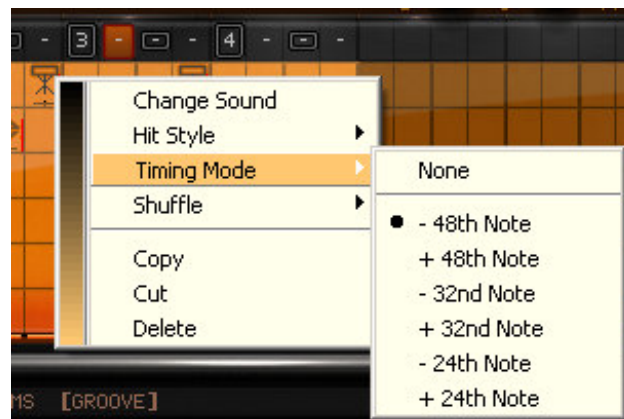 - 3 - - 4 - -
Change Sound
Hit Style
Timing Mode
Shuffle
Copy
Cut
Delete
None
- 48th Note
+ 48th Note
- 32nd Note
+ 32nd Note
- 24th Note
+ 24th Note
MS [GROOVE]